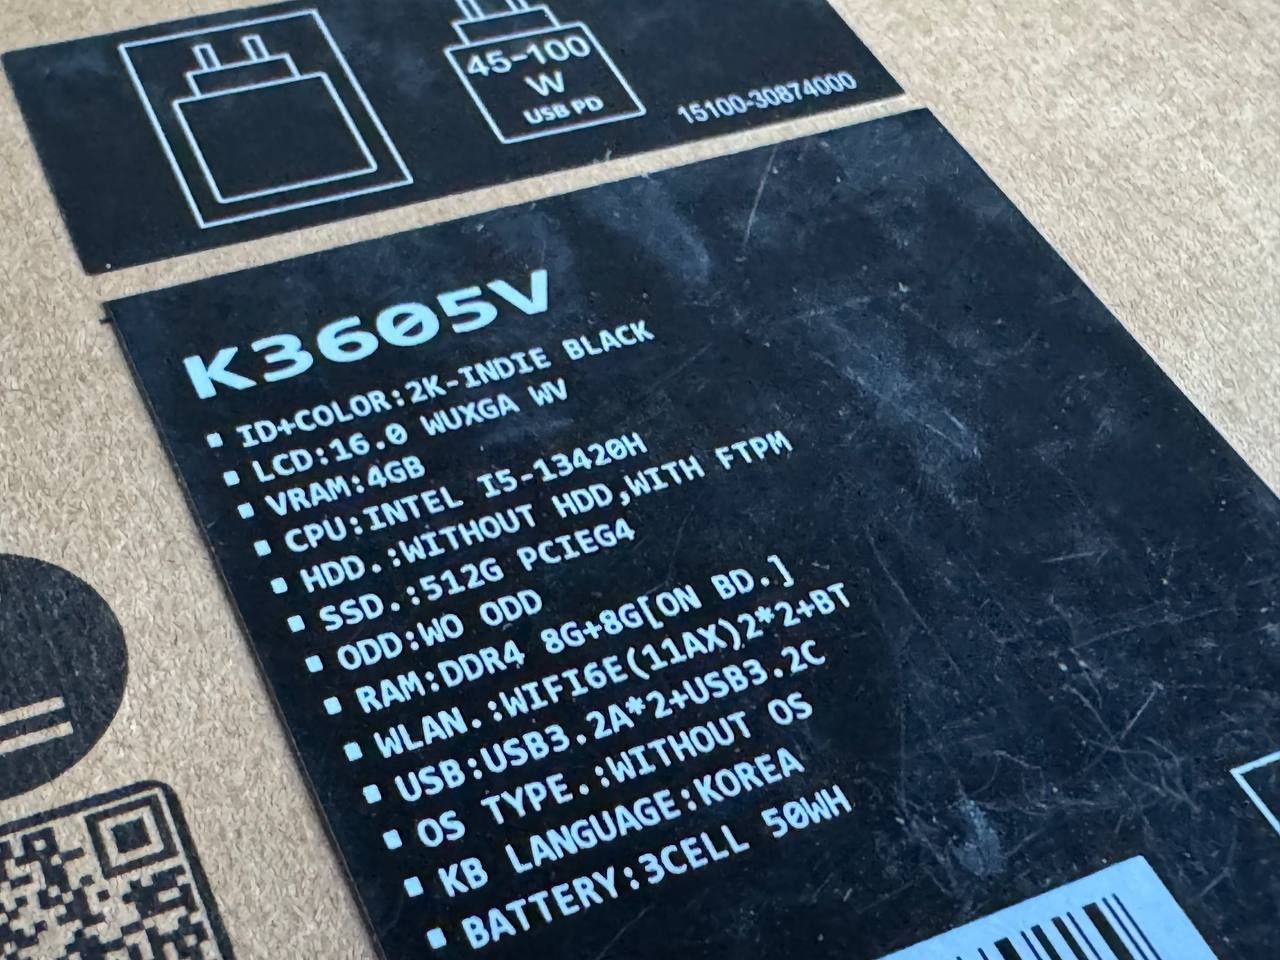 45-100
W
USB PD
15100-30874000
K3605V
▪ ID+COLOR:2K-INDIE BLACK
▪ LCD:16.0 WUXGA WV
▪ VRAM:4GB
▪ CPU:INTEL I5-13420H
▪ HDD.:WITHOUT HDD,WITH FTPM
▪ SSD.:512G PCIEG4
▪ ODD:WO ODD
▪ RAM:DDR4 8G+8G[ON BD.]
▪ WLAN.:WIFI6E(11AX)2*2+BT
▪ USB:USB3.2A*2+USB3.2C
▪ OS TYPE.:WITHOUT OS
▪ KB LANGUAGE:KOREA
▪ BATTERY:3CELL 50WH